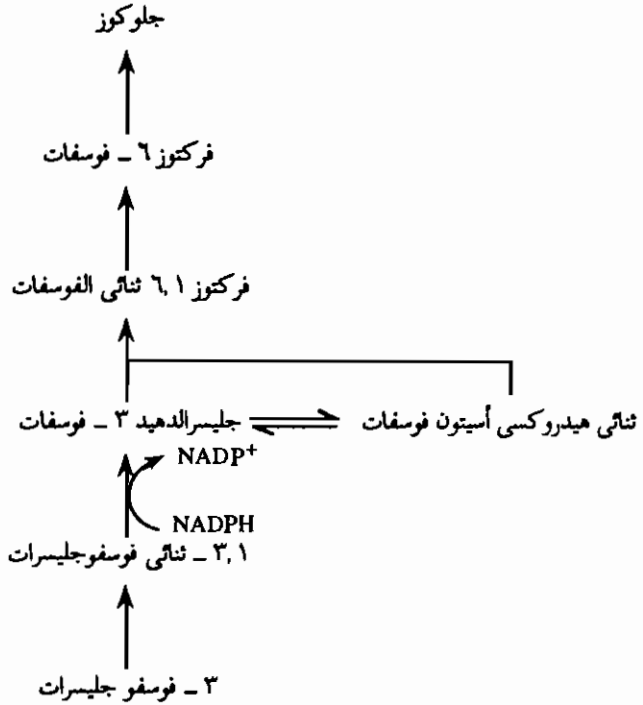 جلوكوز
فركتوز ٦ – فوسفات
فركتوز ٦,١ ثنائى الفوسفات
ثنائى هيدروكسى أسيتون فوسفات
جليسرالدهيد ٣ – فوسفات
NADP+
NADPH
٣,١ – ثنائى فوسفوجليسرات
٣ – فوسفو جليسرات